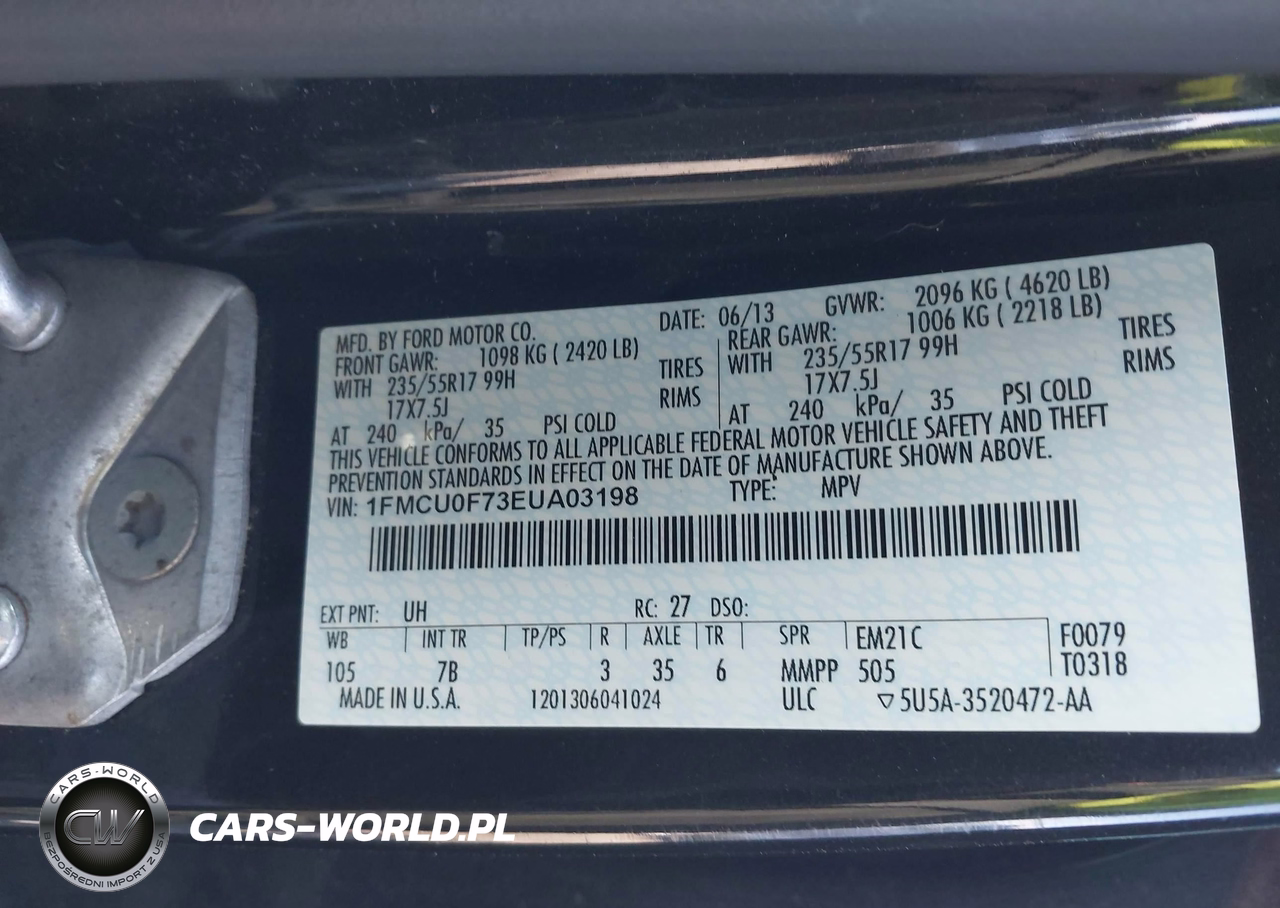 MFD. BY FORD MOTOR CO. DATE: 06/13 GVWR: 2096 KG ( 4620 LB)
FRONT GAWR: 1098 KG ( 2420 LB) REAR GAWR: 1006 KG ( 2218 LB)
WITH 235/55R17 99H TIRES WITH 235/55R17 99H TIRES
17X7.5J RIMS 17X7.5J RIMS
AT 240 kPa/ 35 PSI COLD AT 240 kPa/ 35 PSI COLD
THIS VEHICLE CONFORMS TO ALL APPLICABLE FEDERAL MOTOR VEHICLE SAFETY AND THEFT
PREVENTION STANDARDS IN EFFECT ON THE DATE OF MANUFACTURE SHOWN ABOVE.
VIN: 1FMCU0F73EUA03198 TYPE: MPV
EXT PNT: UH RC: 27 DSO:
WB INT TR TP/PS R AXLE TR SPR EM21C F0079
105 7B 3 35 6 MMPP 505 T0318
MADE IN U.S.A. 1201306041024 ULC ▽5U5A-3520472-AA
CARS-WORLD
CW
BEZPOŚREDNI IMPORT Z USA
CARS-WORLD.PL